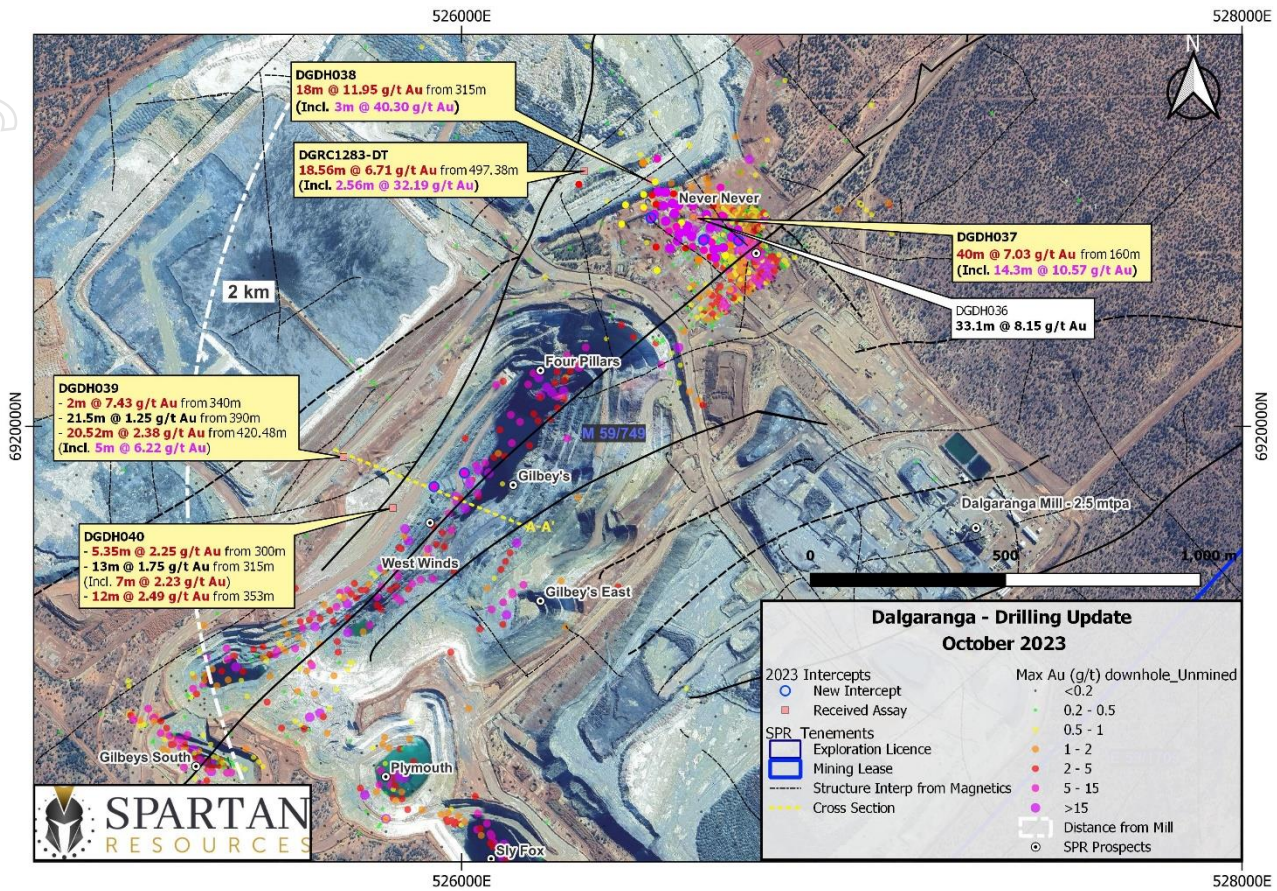 526000E
528000E
N
DGDH038
18m @ 11.95 g/t Au from 315m
(Incl. 3m @ 40.30 g/t Au)
DGRC1283-DT
18.56m @ 6.71 g/t Au from 497.38m
(Incl. 2.56m @ 32.19 g/t Au)
Never Never
DGDH037
40m @ 7.03 g/t Au from 160m
(Incl. 14.3m @ 10.57 g/t Au)
2 km
DGDH036
33.1m @ 8.15 g/t Au
Four Pillars
DGDH039
- 2m @ 7.43 g/t Au from 340m
- 21.5m @ 1.25 g/t Au from 390m
- 20.52m @ 2.38 g/t Au from 420.48m
(Incl. 5m @ 6.22 g/t Au)
6920000N
6920000N
M 59/749
Gilbey's
Dalgaranga Mill - 2.5 mtpa
A-A'
DGDH040
- 5.35m @ 2.25 g/t Au from 300m
- 13m @ 1.75 g/t Au from 315m
(Incl. 7m @ 2.23 g/t Au)
- 12m @ 2.49 g/t Au from 353m
West Winds
0 500 1,000 m
Gilbey's East
Dalgaranga - Drilling Update
October 2023
2023 Intercepts
New Intercept
Received Assay
SPR_Tenements
Exploration Licence
Mining Lease
Structure Interp from Magnetics
Cross Section
Max Au (g/t) downhole_Unmined
<0.2
0.2 - 0.5
0.5 - 1
1 - 2
2 - 5
5 - 15
>15
Distance from Mill
SPR Prospects
Gilbeys South
Plymouth
Sly Fox
SPARTAN
RESOURCES
526000E
528000E